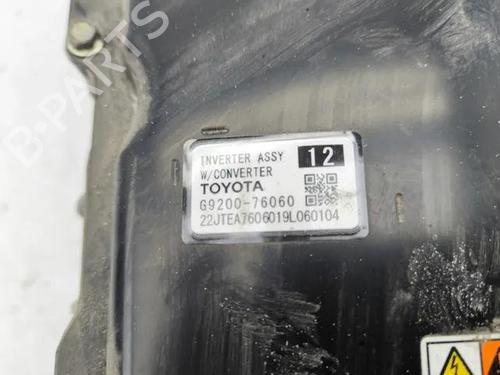 B-PARTS
INVERTER ASSY 12
W/CONVERTER
TOYOTA
G9200-76060
22JTEA7606019L060104